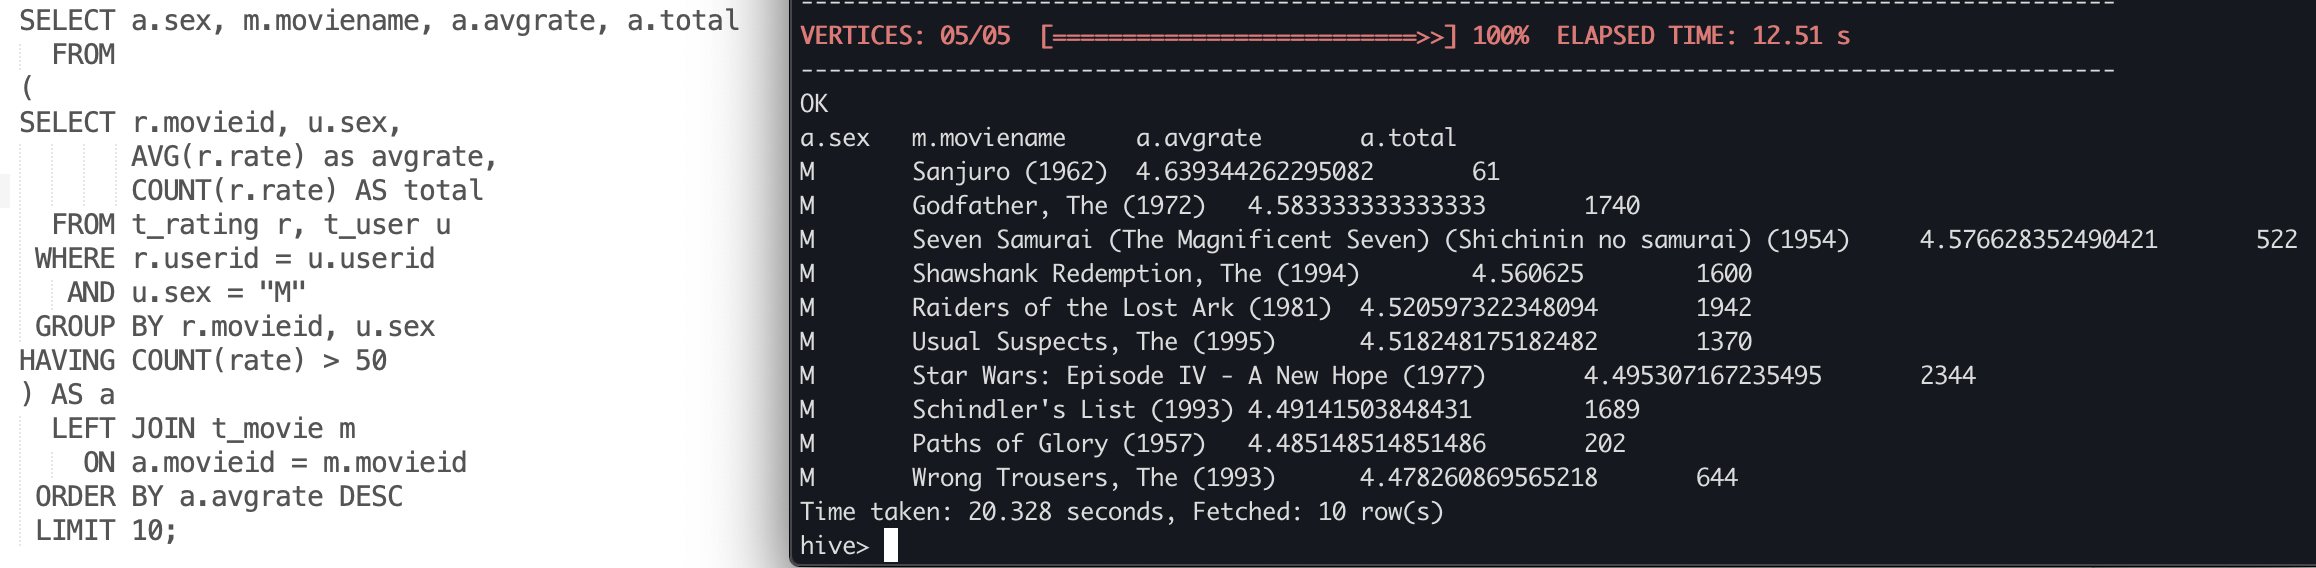 SELECT a.sex, m.moviename, a.avgrate, a.total
FROM
(
SELECT r.movieid, u.sex,
AVG(r.rate) as avgrate,
COUNT(r.rate) AS total
FROM t_rating r, t_user u
WHERE r.userid = u.userid
AND u.sex = "M"
GROUP BY r.movieid, u.sex
HAVING COUNT(rate) > 50
) AS a
LEFT JOIN t_movie m
ON a.movieid = m.movieid
ORDER BY a.avgrate DESC
LIMIT 10;
----------------------------------------------------------------------------------------------
VERTICES: 05/05  [==========================>>] 100%  ELAPSED TIME: 12.51 s
----------------------------------------------------------------------------------------------
OK
a.sex   m.moviename     a.avgrate       a.total
M       Sanjuro (1962)  4.639344262295082       61
M       Godfather, The (1972)   4.583333333333333       1740
M       Seven Samurai (The Magnificent Seven) (Shichinin no samurai) (1954)     4.576628352490421       522
M       Shawshank Redemption, The (1994)        4.560625        1600
M       Raiders of the Lost Ark (1981)  4.520597322348094       1942
M       Usual Suspects, The (1995)      4.518248175182482       1370
M       Star Wars: Episode IV - A New Hope (1977)       4.495307167235495       2344
M       Schindler's List (1993) 4.49141503848431        1689
M       Paths of Glory (1957)   4.485148514851486       202
M       Wrong Trousers, The (1993)      4.478260869565218       644
Time taken: 20.328 seconds, Fetched: 10 row(s)
hive>